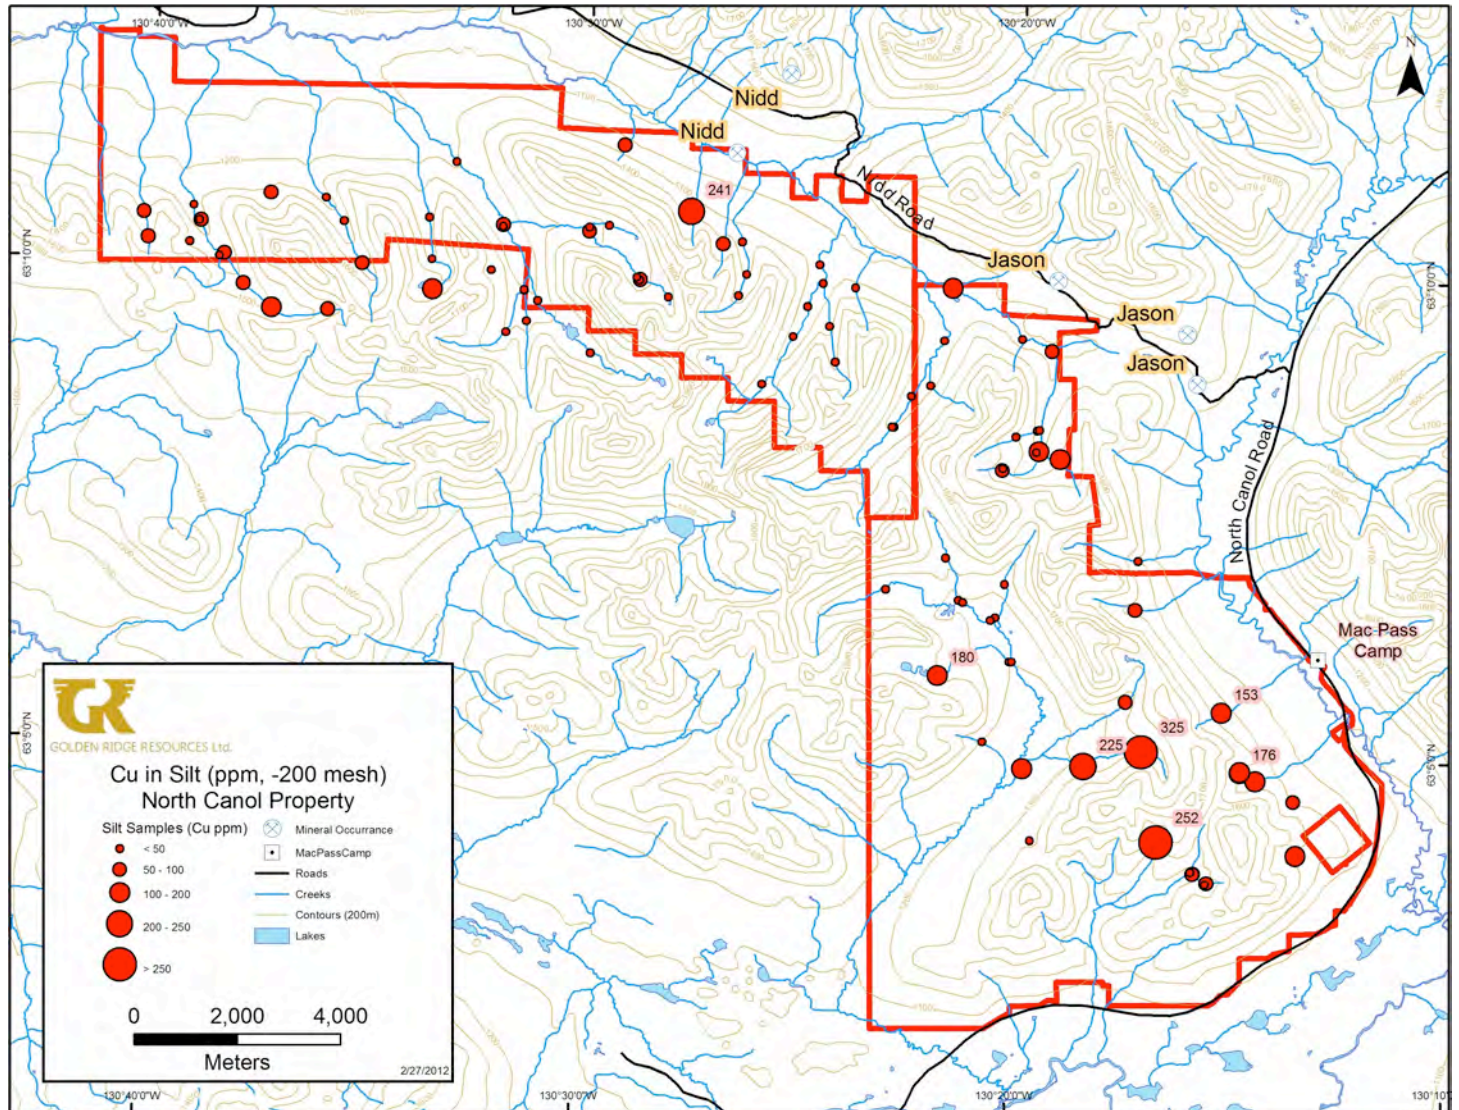 130°40'0"W
130°30'0"W
130°20'0"W
N
Nidd
Nidd
241
Nidd Road
63°10'0"N
63°10'0"N
Jason
Jason
Jason
North Canol Road
Mac Pass
Camp
180
153
325
225
176
252
63°5'0"N
63°5'0"N
GR
GOLDEN RIDGE RESOURCES Ltd.
Cu in Silt (ppm, -200 mesh)
North Canol Property
Silt Samples (Cu ppm)
< 50
50 - 100
100 - 200
200 - 250
> 250
Mineral Occurrance
MacPassCamp
Roads
Creeks
Contours (200m)
Lakes
0 2,000 4,000
Meters
2/27/2012
130°40'0"W
130°30'0"W
130°20'0"W